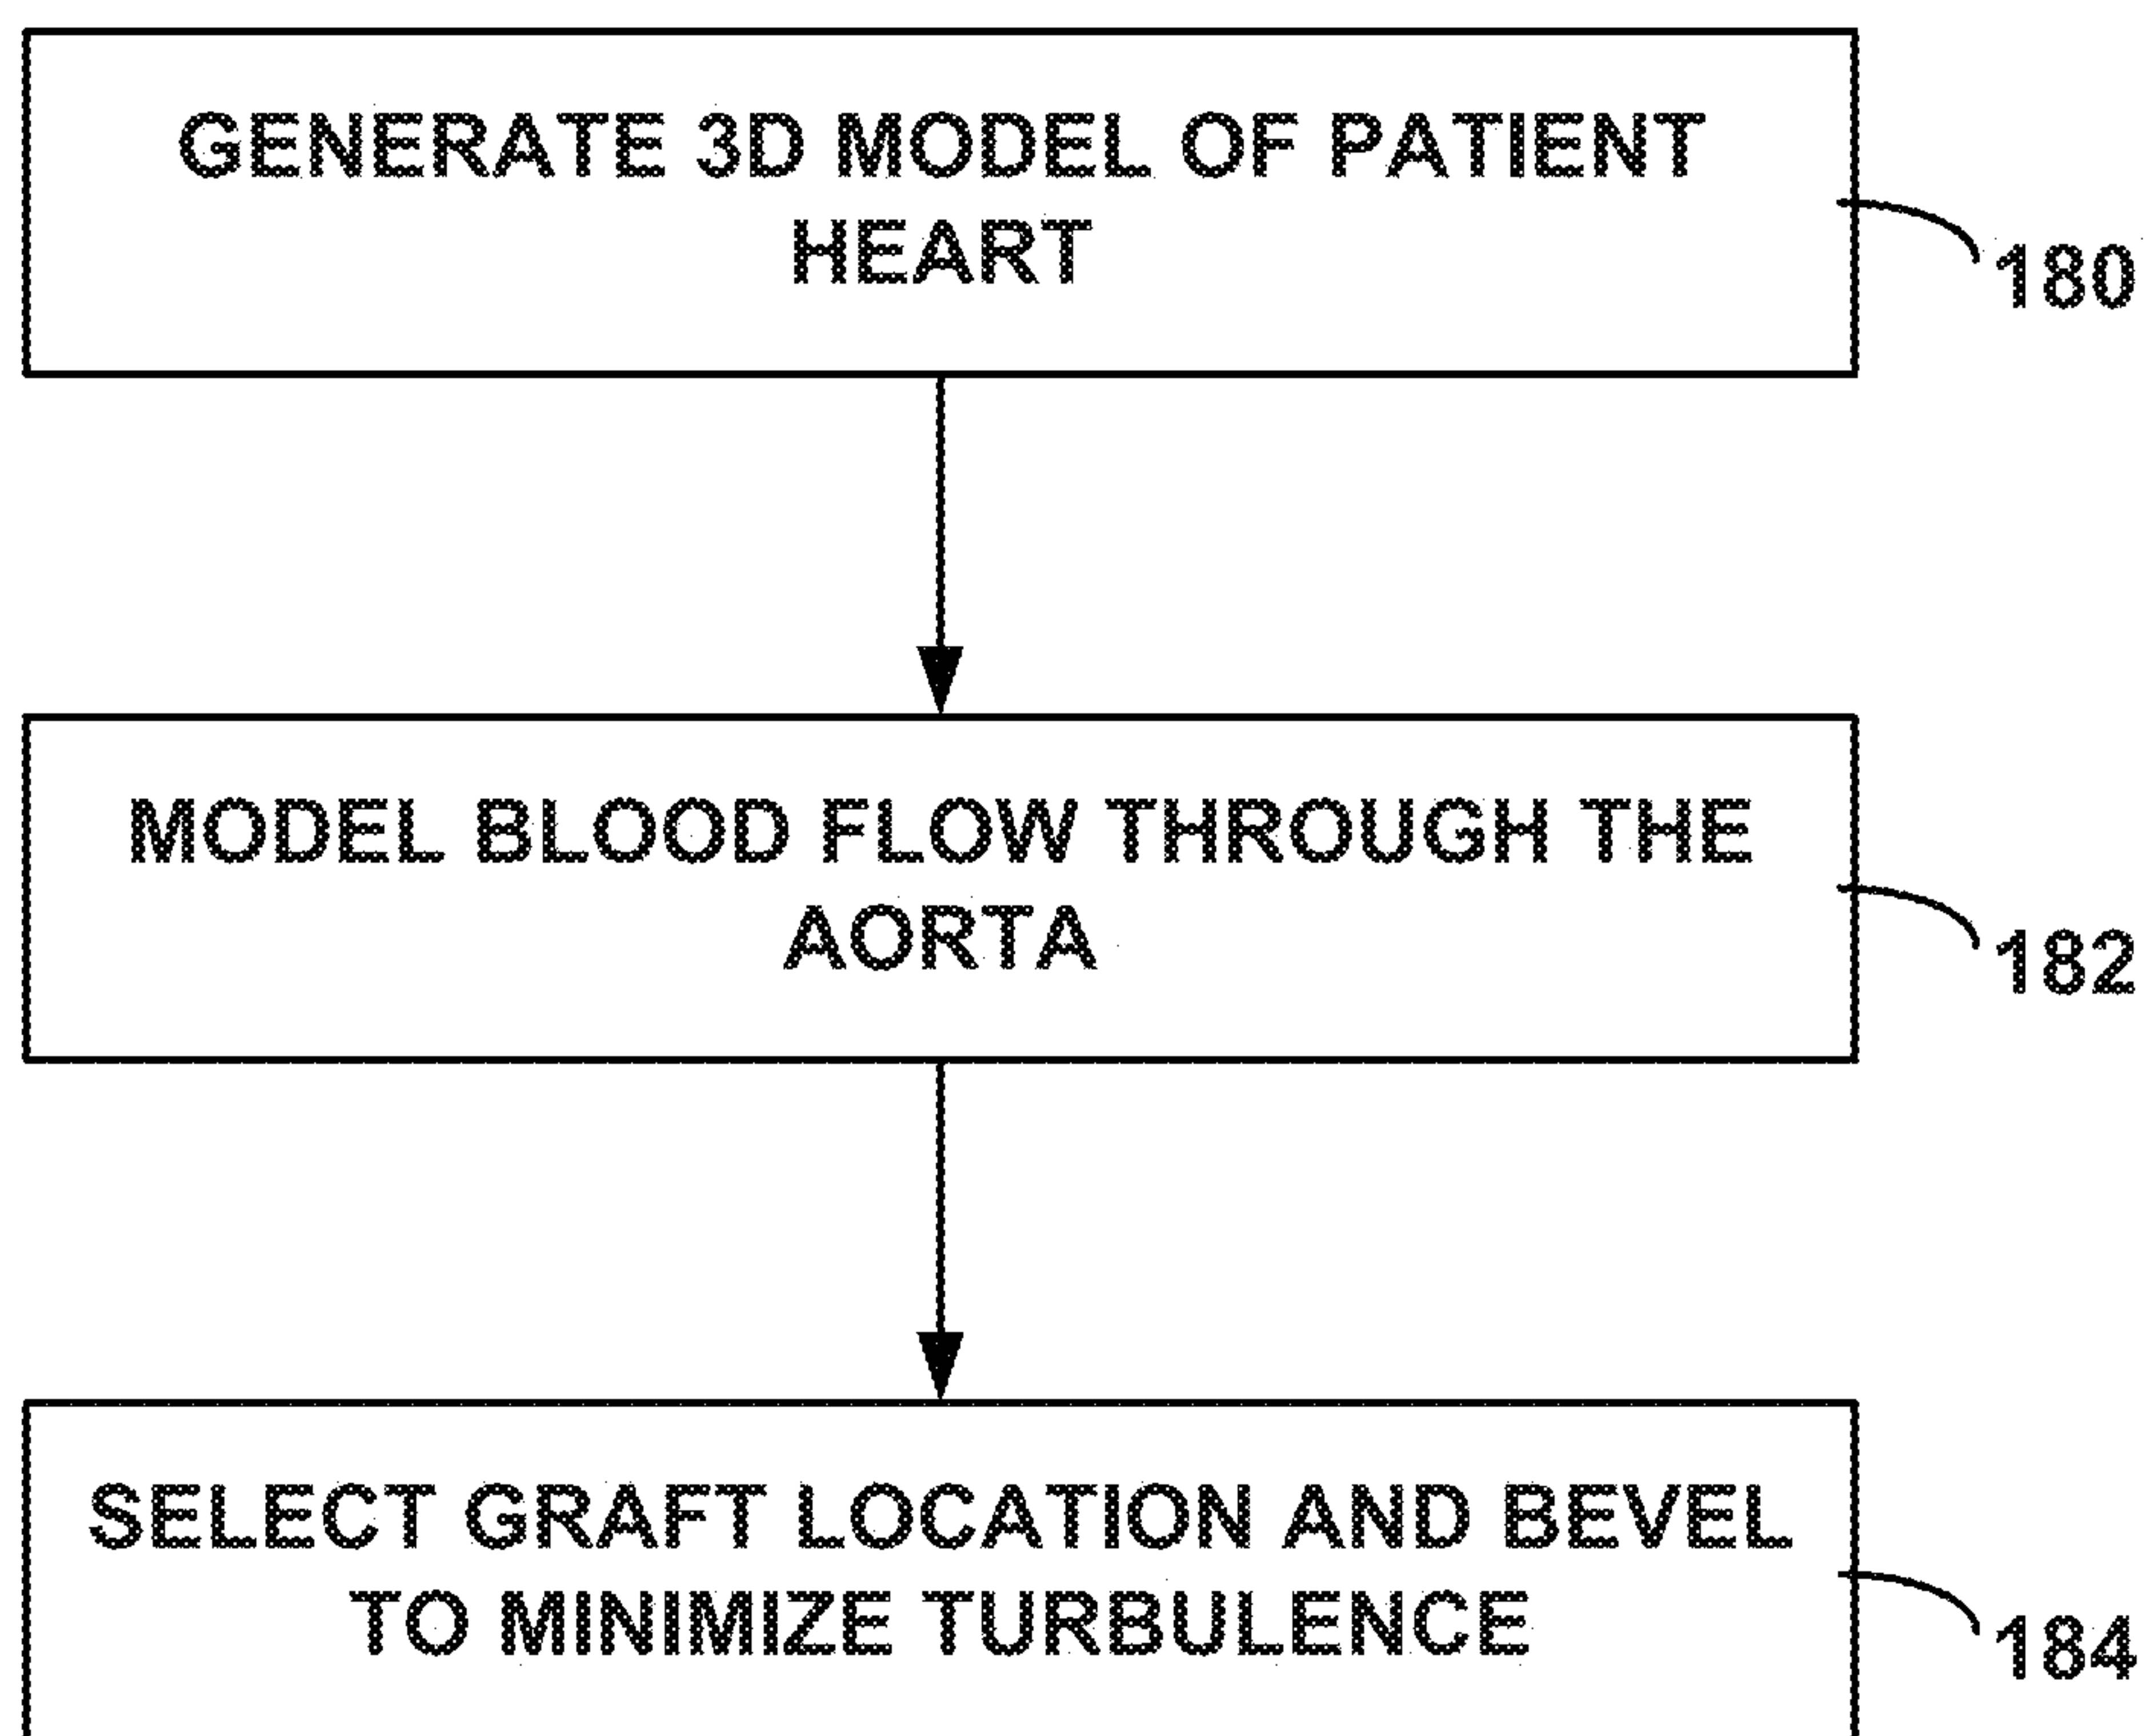 GENERATE 3D MODEL OF PATIENT
HEART
180
MODEL BLOOD FLOW THROUGH THE
AORTA
182
SELECT GRAFT LOCATION AND BEVEL
TO MINIMIZE TURBULENCE
184